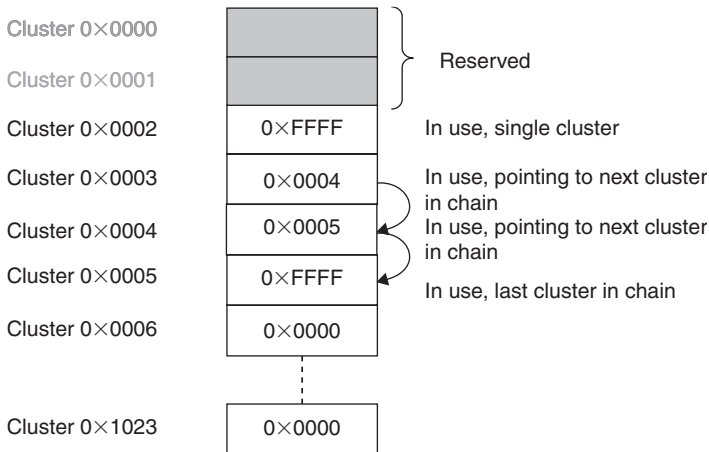 Cluster 0×0000
Cluster 0×0001
Reserved
Cluster 0×0002 0×FFFF In use, single cluster
Cluster 0×0003 0×0004 In use, pointing to next cluster
in chain
Cluster 0×0004 0×0005 In use, pointing to next cluster
in chain
Cluster 0×0005 0×FFFF In use, last cluster in chain
Cluster 0×0006 0×0000
Cluster 0×1023 0×0000